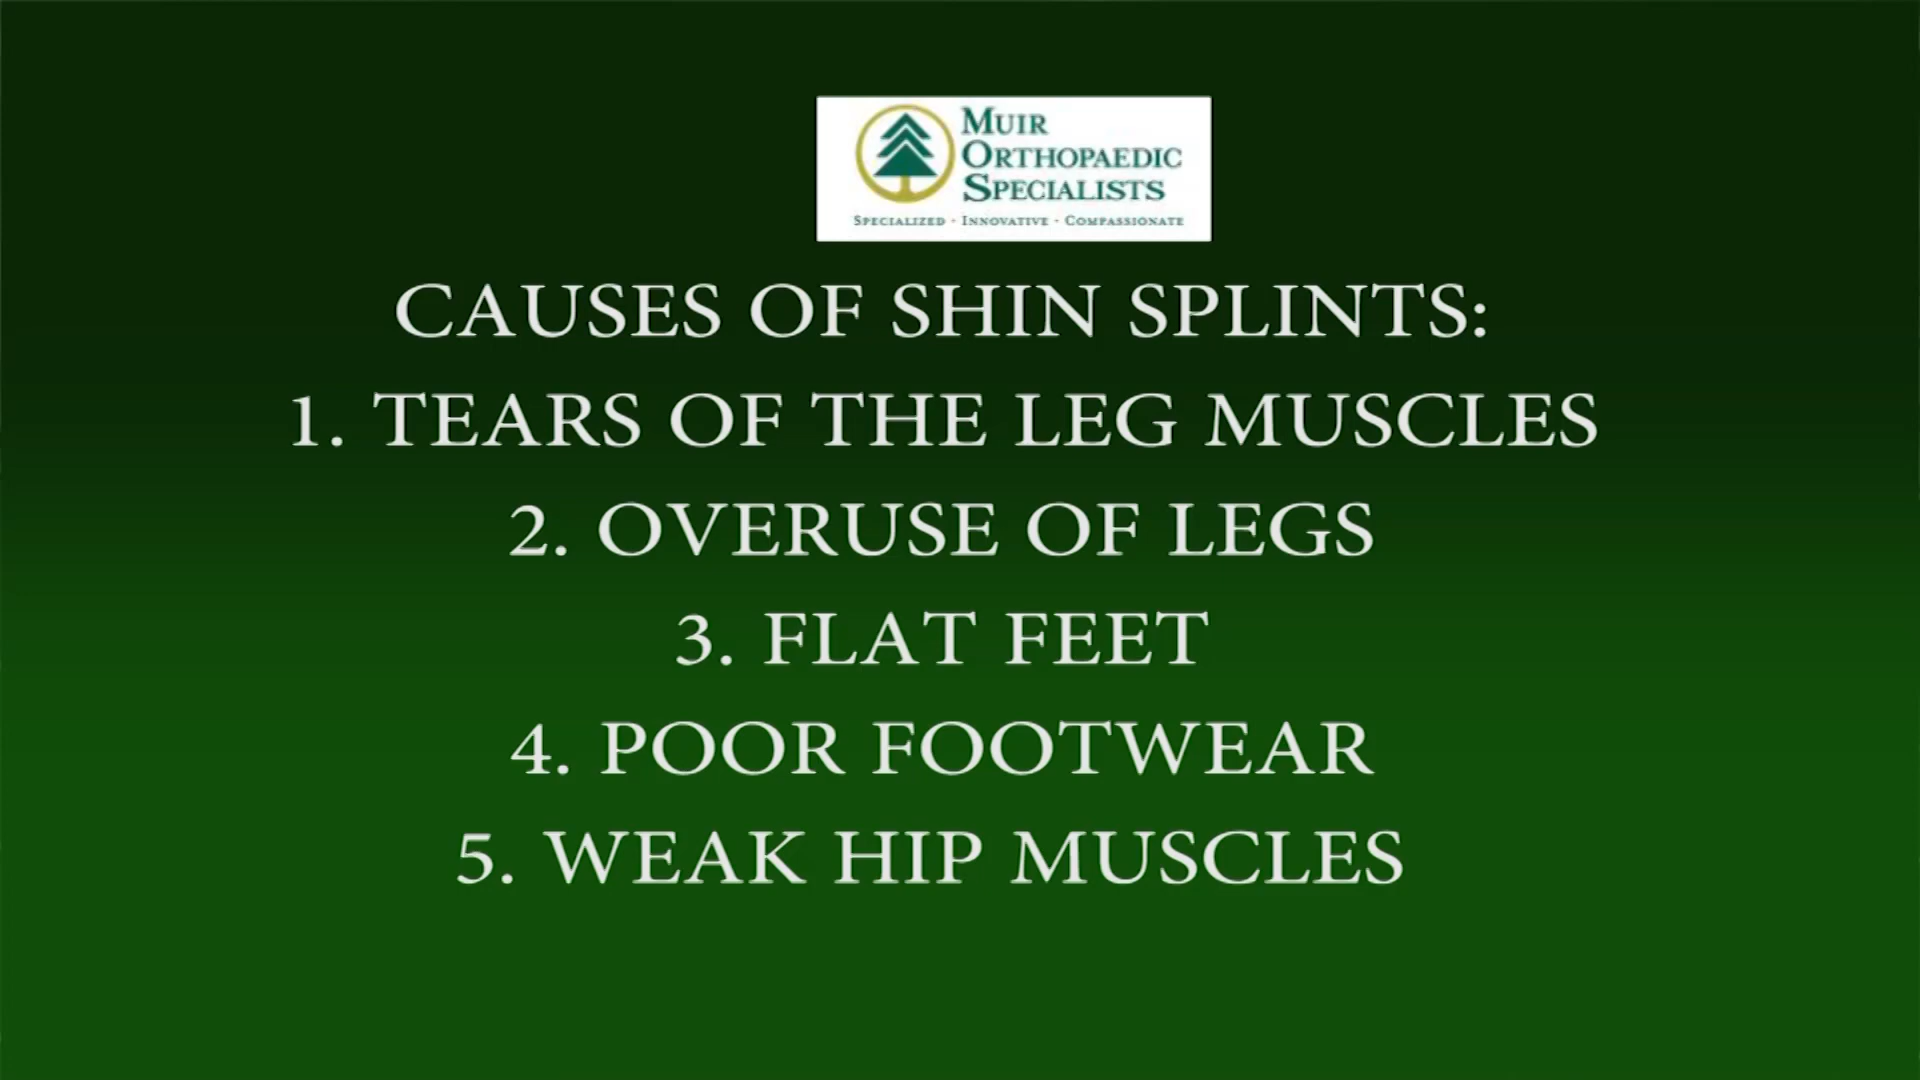 MUIR
ORTHOPAEDIC
SPECIALISTS
SPECIALIZED · INNOVATIVE · COMPASSIONATE
CAUSES OF SHIN SPLINTS:
1. TEARS OF THE LEG MUSCLES
2. OVERUSE OF LEGS
3. FLAT FEET
4. POOR FOOTWEAR
5. WEAK HIP MUSCLES